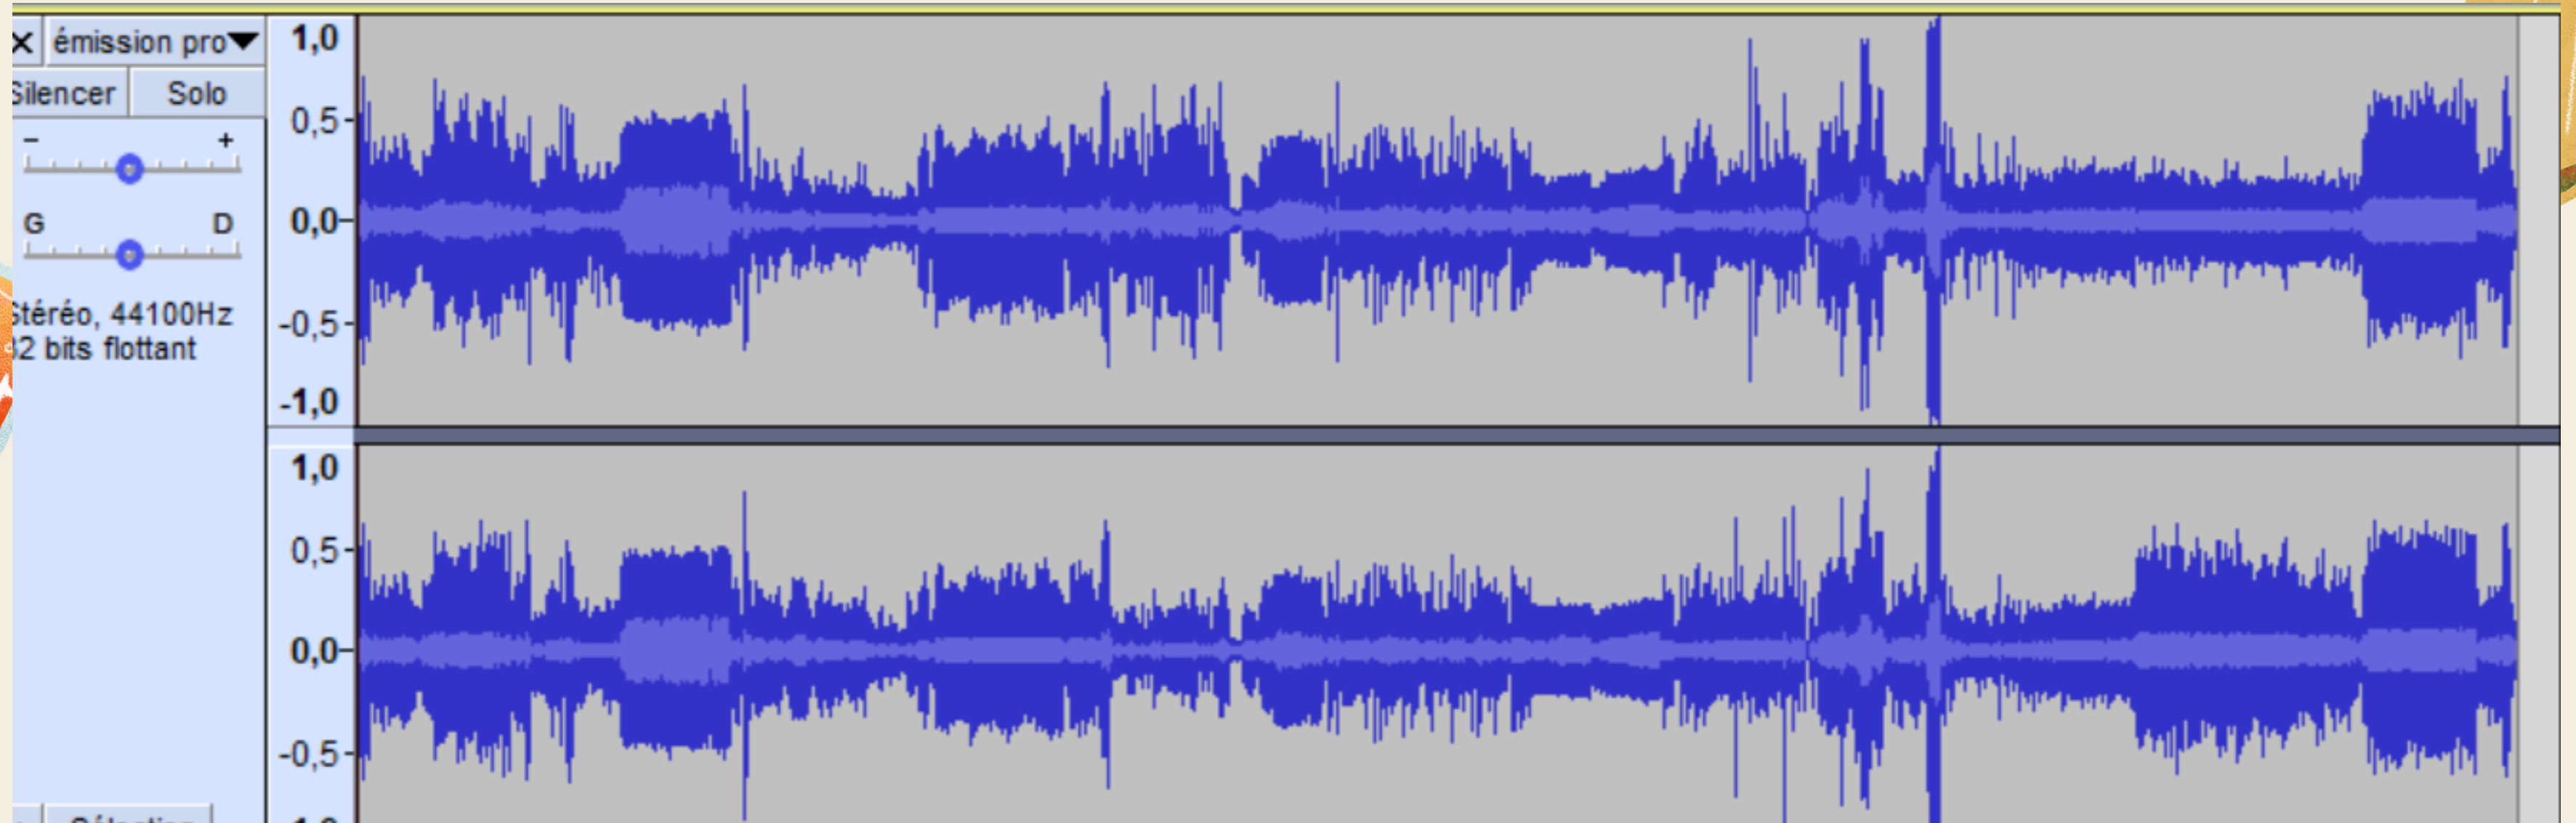 émission pro
Silencer Solo
- +
G D
Stéréo, 44100Hz
32 bits flottant
1,0
0,5
0,0
-0,5
-1,0
1,0
0,5
0,0
-0,5